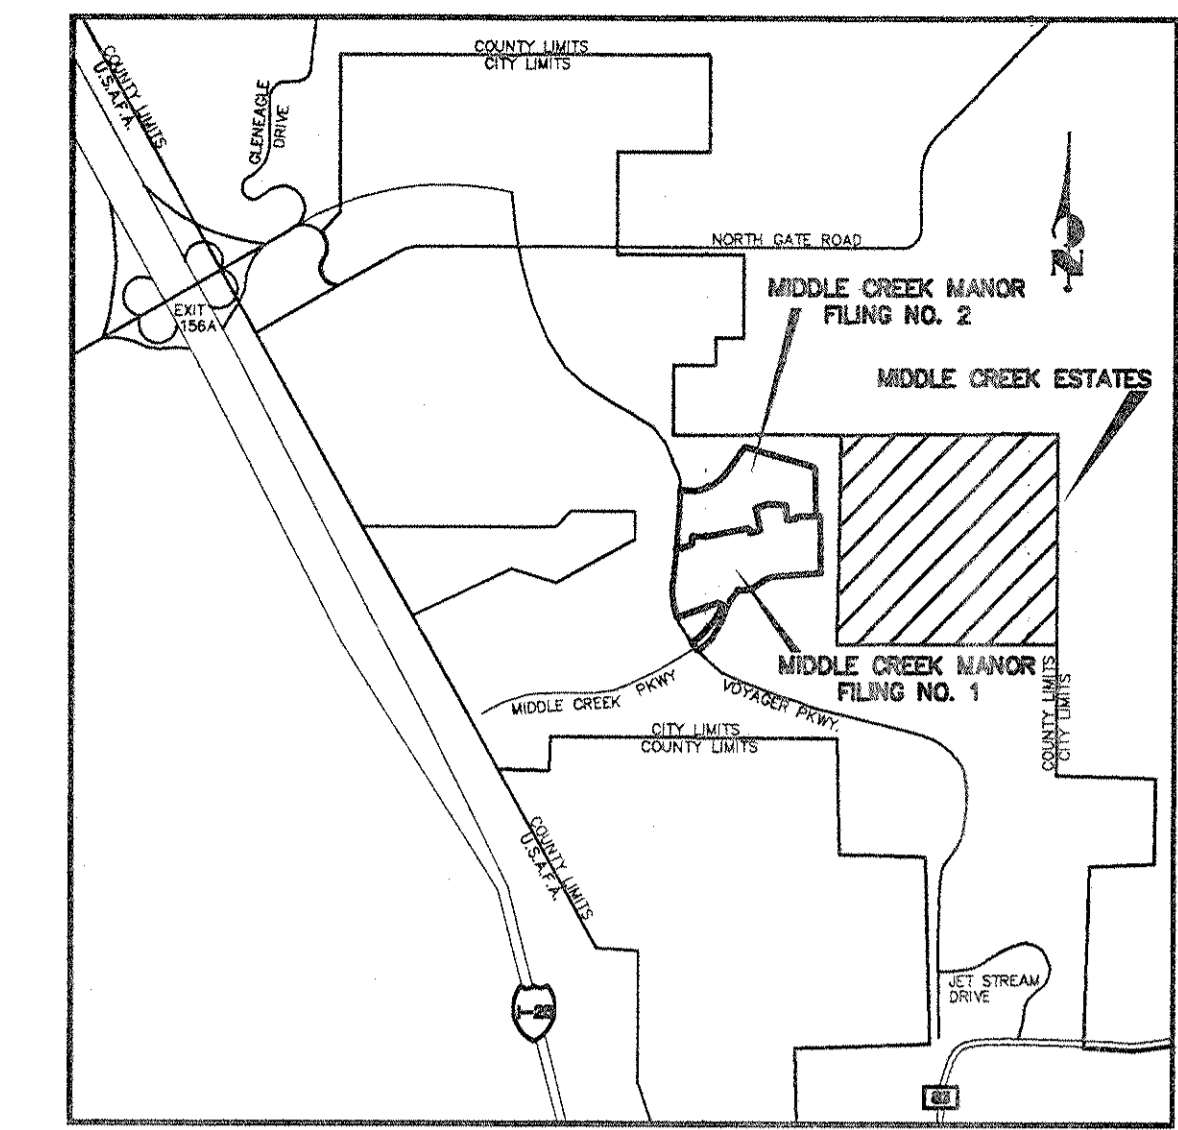 COUNTY LIMITS
CITY LIMITS
COUNTY LIMITS
U.S.A.F.A.
GLENEAGLE
DRIVE
NORTH GATE ROAD
N
MIDDLE CREEK MANOR
FILING NO. 2
EXIT
156A
MIDDLE CREEK ESTATES
MIDDLE CREEK MANOR
FILING NO. 1
MIDDLE CREEK PKWY
VOYAGER PKWY.
COUNTY LIMITS
CITY LIMITS
CITY LIMITS
COUNTY LIMITS
COUNTY LIMITS
U.S.A.F.A.
JET STREAM
DRIVE
I-25